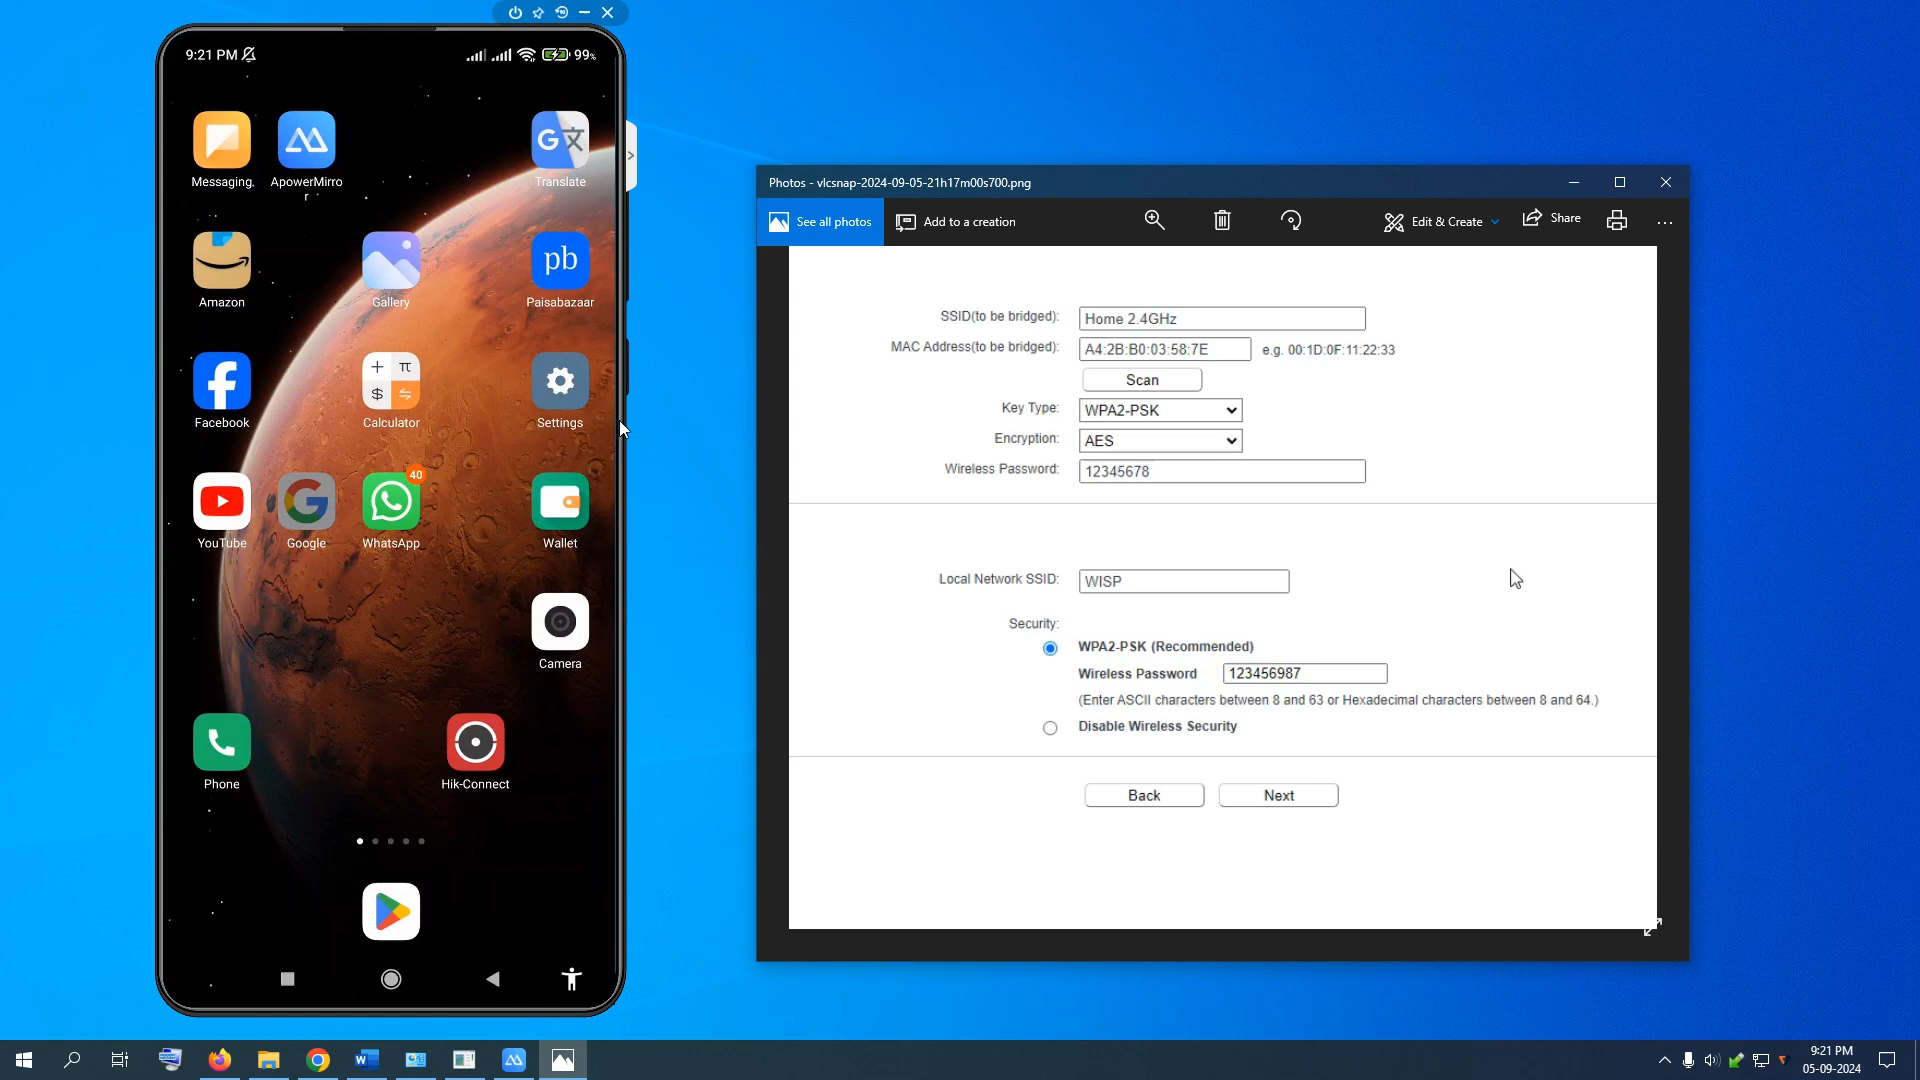 9:21 PM
99%
Messaging.
ApowerMirro
r
Translate
Amazon
Gallery
pb
Paisabazaar
Facebook
Calculator
Settings
40
YouTube
Google
WhatsApp
Wallet
Camera
Phone
Hik-Connect
Photos - vlcsnap-2024-09-05-21h17m00s700.png
See all photos
Add to a creation
Edit & Create
Share
SSID(to be bridged):
Home 2.4GHz
MAC Address(to be bridged):
A4:2B:B0:03:58:7E
e.g. 00:1D:0F:11:22:33
Scan
Key Type:
WPA2-PSK
Encryption:
AES
Wireless Password:
12345678
Local Network SSID:
WISP
Security:
WPA2-PSK (Recommended)
Wireless Password
123456987
(Enter ASCII characters between 8 and 63 or Hexadecimal characters between 8 and 64.)
Disable Wireless Security
Back
Next
9:21 PM
05-09-2024